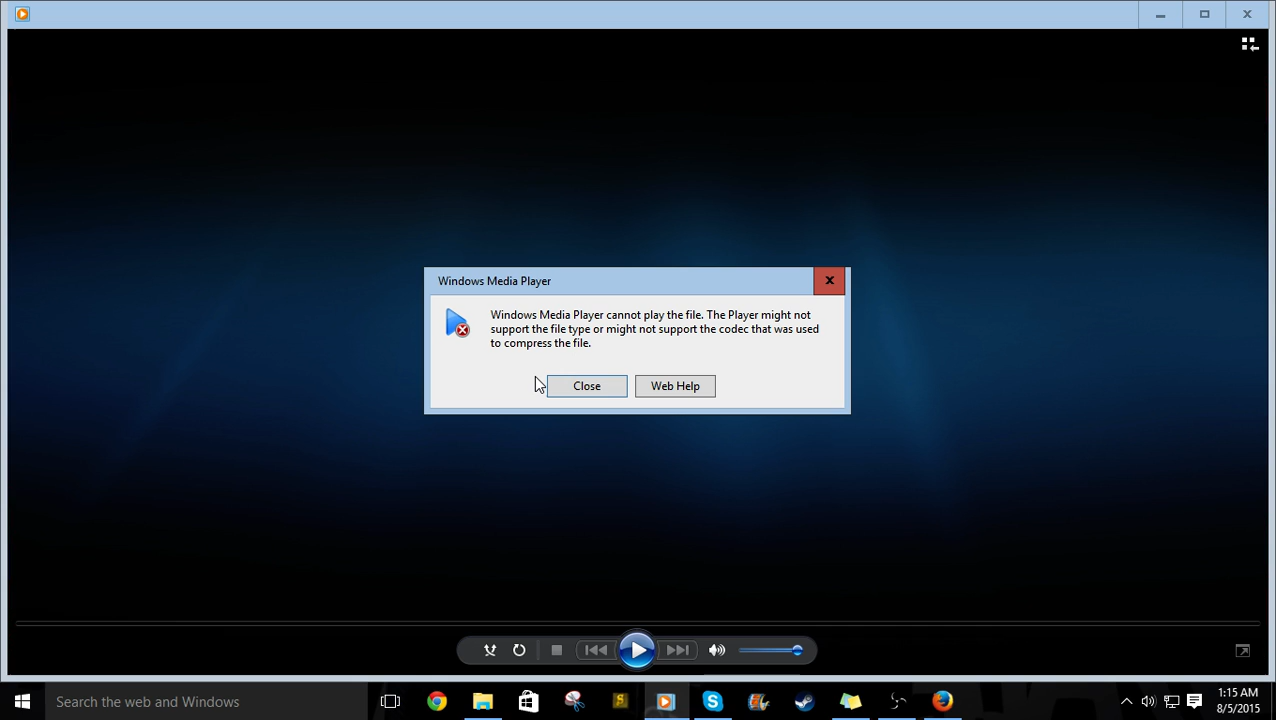 Windows Media Player
Windows Media Player cannot play the file. The Player might not
support the file type or might not support the codec that was used
to compress the file.
Close
Web Help
Search the web and Windows
1:15 AM
8/5/2015